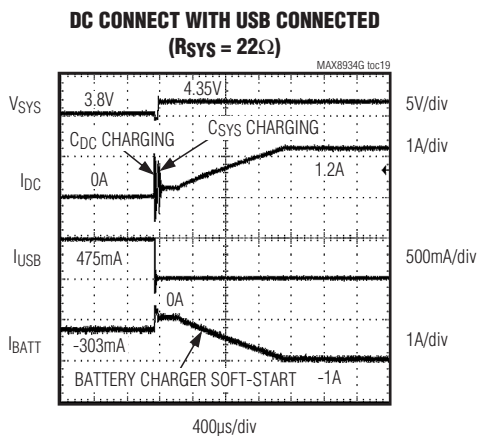 DC CONNECT WITH USB CONNECTED
(RSYS = 22Ω)
MAX8934G toc19
VSYS
3.8V
4.35V
5V/div
CDC CHARGING
CSYS CHARGING
1A/div
IDC
0A
1.2A
IUSB
475mA
500mA/div
0A
IBATT
-303mA
1A/div
BATTERY CHARGER SOFT-START
-1A
400µs/div